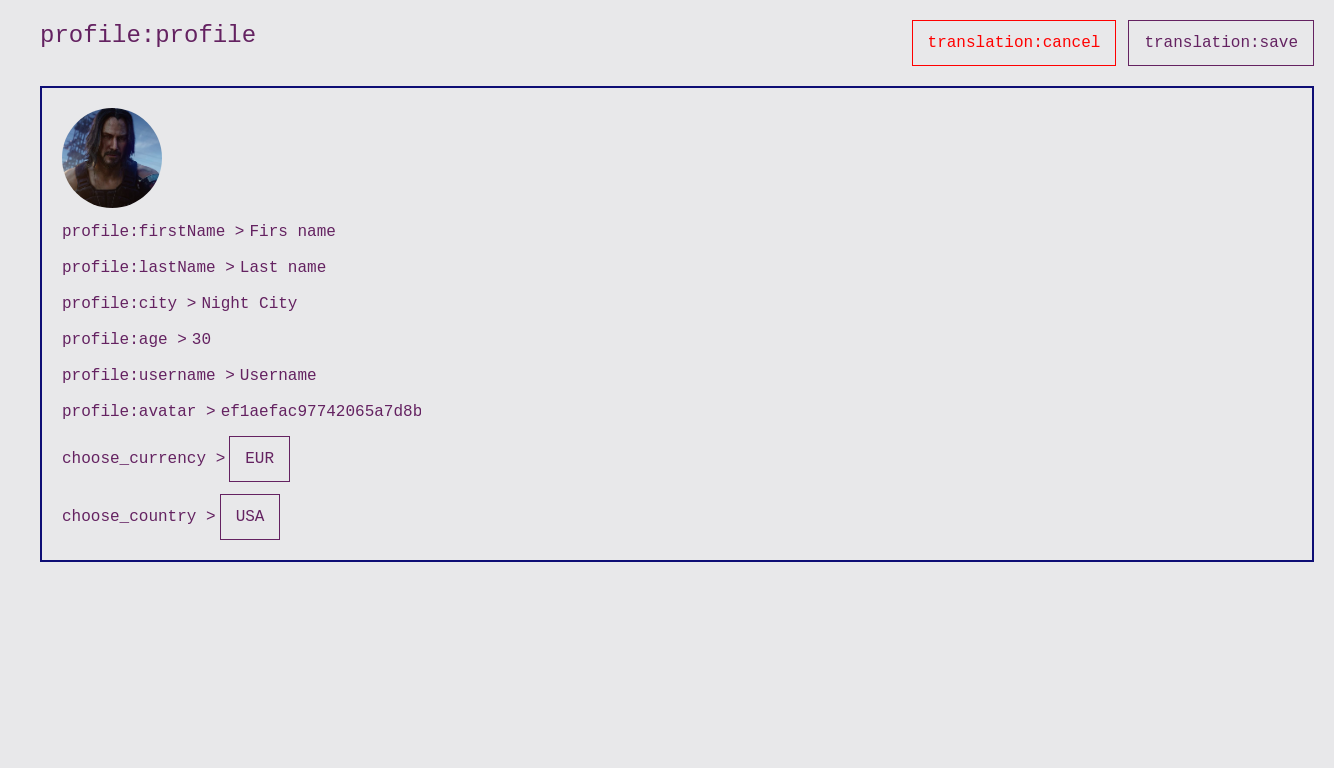 profile:profile
translation:cancel
translation:save
profile:firstName > Firs name
profile:lastName > Last name
profile:city > Night City
profile:age > 30
profile:username > Username
profile:avatar > ef1aefac97742065a7d8b
choose_currency > EUR
choose_country > USA